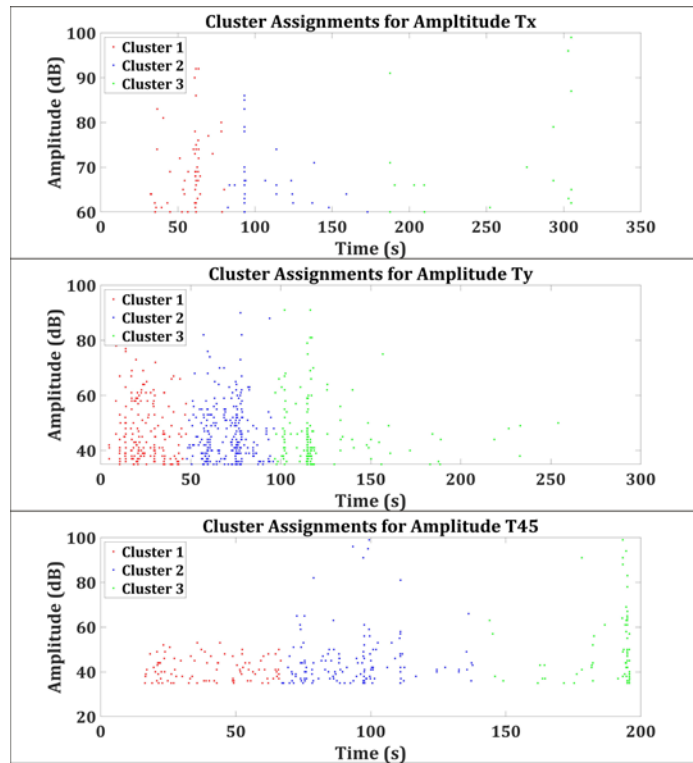 Cluster Assignments for Ampltitude Tx
100
90
80
70
60
Amplitude (dB)
Cluster 1
Cluster 2
Cluster 3
0 50 100 150 200 250 300 350
Time (s)
Cluster Assignments for Amplitude Ty
100
80
60
40
Amplitude (dB)
Cluster 1
Cluster 2
Cluster 3
0 50 100 150 200 250 300
Time (s)
Cluster Assignments for Amplitude T45
100
80
60
40
20
Amplitude (dB)
Cluster 1
Cluster 2
Cluster 3
0 50 100 150 200
Time (s)